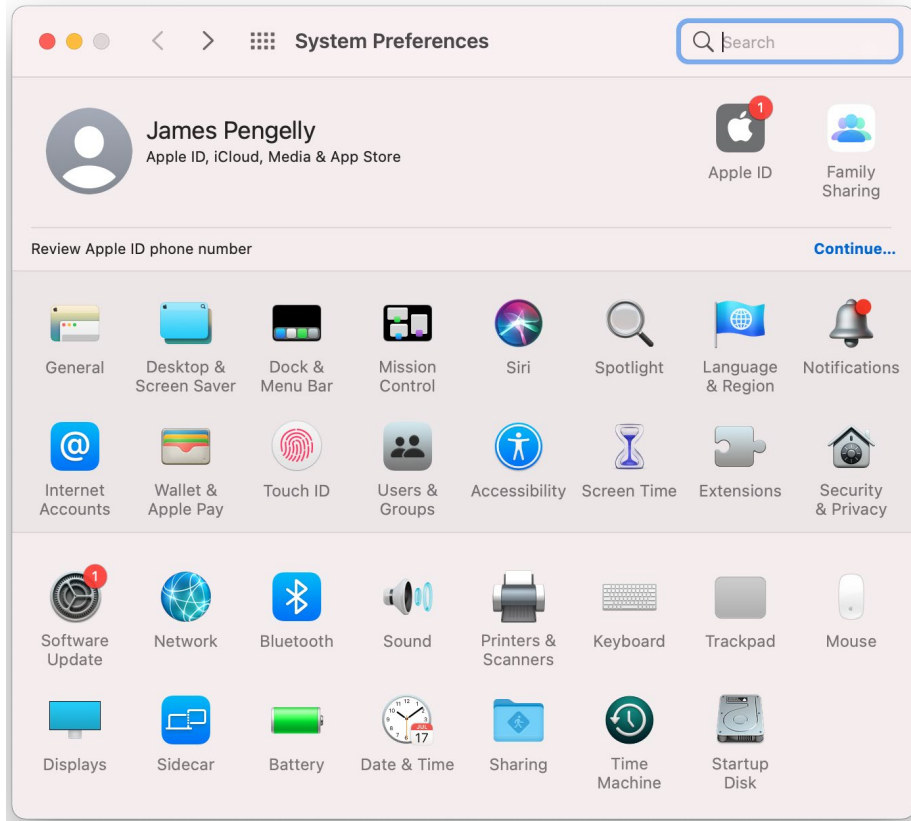 System Preferences
Search
James Pengelly
Apple ID, iCloud, Media & App Store
1
Apple ID
Family
Sharing
Review Apple ID phone number
Continue...
General
Desktop &
Screen Saver
Dock &
Menu Bar
Mission
Control
Siri
Spotlight
Language
& Region
Notifications
Internet
Accounts
Wallet &
Apple Pay
Touch ID
Users &
Groups
Accessibility
Screen Time
Extensions
Security
& Privacy
1
Software
Update
Network
Bluetooth
Sound
Printers &
Scanners
Keyboard
Trackpad
Mouse
Displays
Sidecar
Battery
JUL
17
Date & Time
Sharing
Time
Machine
Startup
Disk